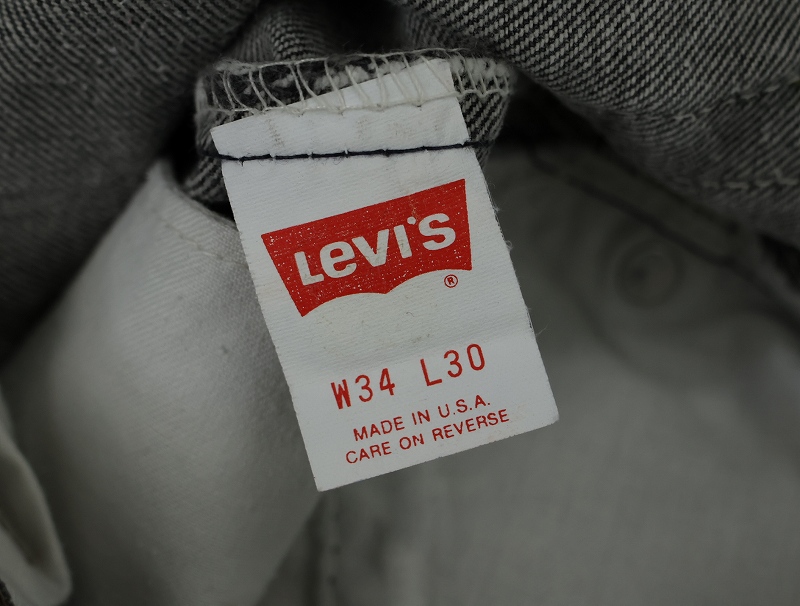 Levi's
®
W34 L30
MADE IN U.S.A.
CARE ON REVERSE